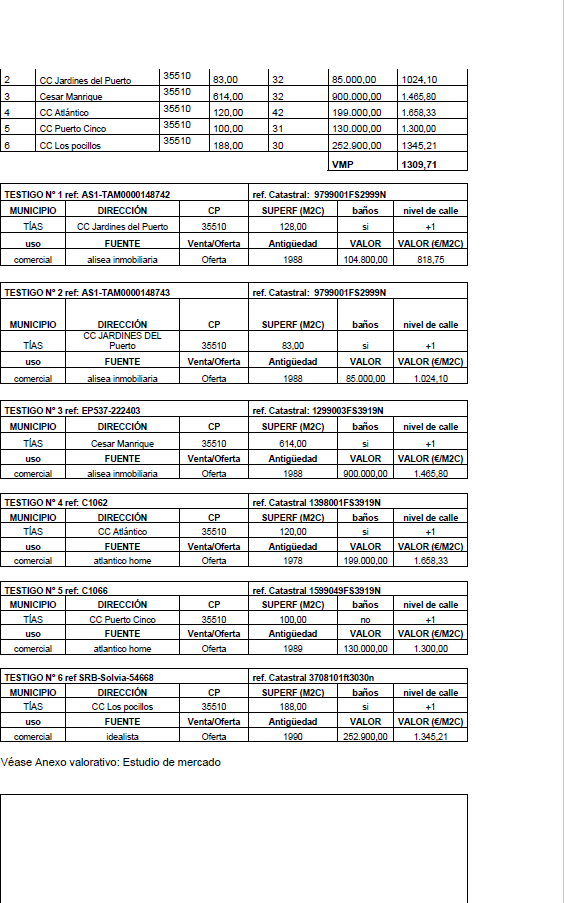 2 CC Jardines del Puerto 35510 83,00 32 85.000,00 1024,10
3 Cesar Manrique 35510 614,00 32 900.000,00 1.465,80
4 CC Atlántico 35510 120,00 42 199.000,00 1.658,33
5 CC Puerto Cinco 35510 100,00 31 130.000,00 1.300,00
6 CC Los pocillos 35510 188,00 30 252.900,00 1345,21
VMP 1309,71
TESTIGO Nº 1 ref: AS1-TAM0000148742 ref. Catastral: 9799001FS2999N
MUNICIPIO DIRECCIÓN CP SUPERF (M2C) baños nivel de calle
TÍAS CC Jardines del Puerto 35510 128,00 si +1
uso FUENTE Venta/Oferta Antigüedad VALOR VALOR (€/M2C)
comercial alisea inmobiliaria Oferta 1988 104.800,00 818,75
TESTIGO Nº 2 ref: AS1-TAM0000148743 ref. Catastral: 9799001FS2999N
MUNICIPIO DIRECCIÓN CP SUPERF (M2C) baños nivel de calle
CC JARDINES DEL
TÍAS Puerto 35510 83,00 si +1
uso FUENTE Venta/Oferta Antigüedad VALOR VALOR (€/M2C)
comercial alisea inmobiliaria Oferta 1988 85.000,00 1.024,10
TESTIGO Nº 3 ref: EP537-222403 ref. Catastral: 1299003FS3919N
MUNICIPIO DIRECCIÓN CP SUPERF (M2C) baños nivel de calle
TÍAS Cesar Manrique 35510 614,00 si +1
uso FUENTE Venta/Oferta Antigüedad VALOR VALOR (€/M2C)
comercial alisea inmobiliaria Oferta 1988 900.000,00 1.465,80
TESTIGO Nº 4 ref: C1062 ref. Catastral 1398001FS3919N
MUNICIPIO DIRECCIÓN CP SUPERF (M2C) baños nivel de calle
TÍAS CC Atlántico 35510 120,00 si +1
uso FUENTE Venta/Oferta Antigüedad VALOR VALOR (€/M2C)
comercial atlantico home Oferta 1978 199.000,00 1.658,33
TESTIGO Nº 5 ref: C1066 ref. Catastral 1599049FS3919N
MUNICIPIO DIRECCIÓN CP SUPERF (M2C) baños nivel de calle
TÍAS CC Puerto Cinco 35510 100,00 no +1
uso FUENTE Venta/Oferta Antigüedad VALOR VALOR (€/M2C)
comercial atlantico home Oferta 1989 130.000,00 1.300,00
TESTIGO Nº 6 ref SRB-Solvia-54668 ref. Catastral 3708101ft3030n
MUNICIPIO DIRECCIÓN CP SUPERF (M2C) baños nivel de calle
TÍAS CC Los pocillos 35510 188,00 si +1
uso FUENTE Venta/Oferta Antigüedad VALOR VALOR (€/M2C)
comercial idealista Oferta 1990 252.900,00 1.345,21
Véase Anexo valorativo: Estudio de mercado